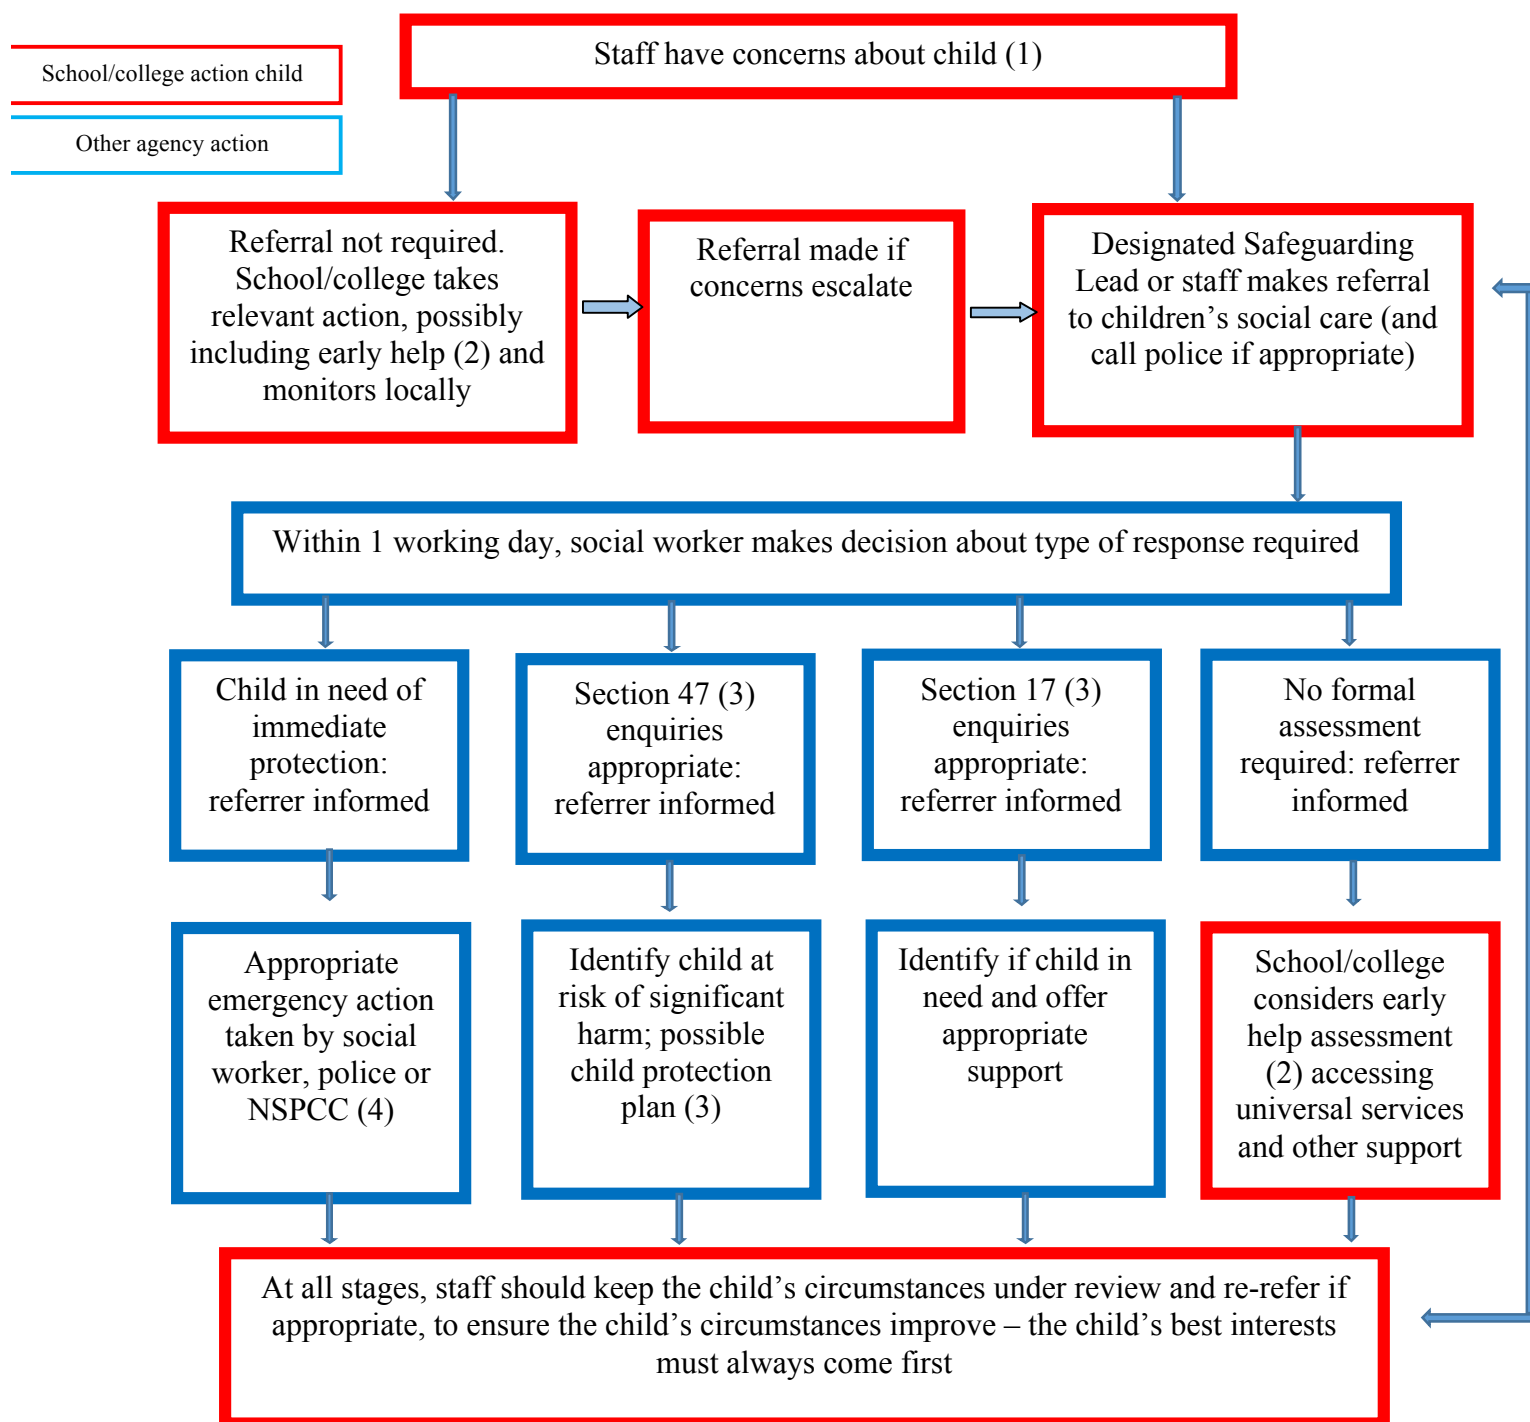 Staff have concerns about child (1)
School/college action child
Other agency action
Referral not required.
School/college takes
relevant action, possibly
including early help (2) and
monitors locally
Referral made if
concerns escalate
Designated Safeguarding
Lead or staff makes referral
to children’s social care (and
call police if appropriate)
Within 1 working day, social worker makes decision about type of response required
Child in need of
immediate
protection:
referrer informed
Section 47 (3)
enquiries
appropriate:
referrer informed
Section 17 (3)
enquiries
appropriate:
referrer informed
No formal
assessment
required: referrer
informed
Appropriate
emergency action
taken by social
worker, police or
NSPCC (4)
Identify child at
risk of significant
harm; possible
child protection
plan (3)
Identify if child in
need and offer
appropriate
support
School/college
considers early
help assessment
(2) accessing
universal services
and other support
At all stages, staff should keep the child’s circumstances under review and re-refer if
appropriate, to ensure the child’s circumstances improve – the child’s best interests
must always come first